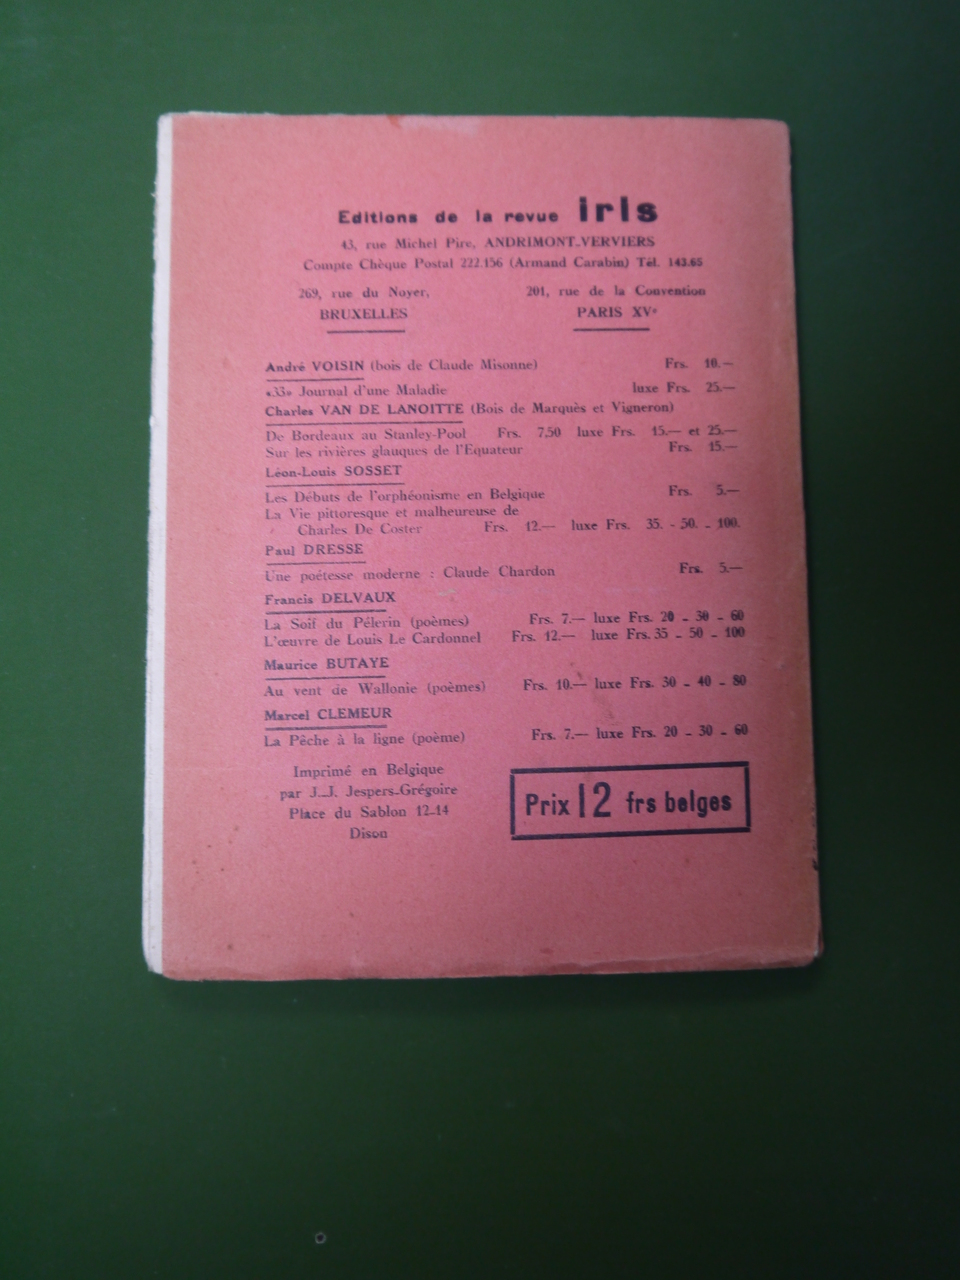 Editions de la revue iris
43, rue Michel Pire, ANDRIMONT-VERVIERS
Compte Chèque Postal 222.156 (Armand Carabin) Tél. 143.65
269, rue du Noyer, 201, rue de la Convention
BRUXELLES PARIS XVe
André VOISIN (bois de Claude Misonne) Frs. 10.—
«33» Journal d'une Maladie luxe Frs. 25.—
Charles VAN DE LANOITTE (Bois de Marquès et Vigneron)
De Bordeaux au Stanley-Pool Frs. 7,50 luxe Frs. 15.— et 25.—
Sur les rivières glauques de l'Equateur Frs. 15.—
Léon-Louis SOSSET
Les Débuts de l'orphéonisme en Belgique Frs. 5.—
La Vie pittoresque et malheureuse de
Charles De Coster Frs. 12.— luxe Frs. 35. - 50. - 100.
Paul DRESSE
Une poétesse moderne : Claude Chardon Frs. 5.—
Francis DELVAUX
La Soif du Pélerin (poèmes) Frs. 7.— luxe Frs. 20 - 30 - 60
L'œuvre de Louis Le Cardonnel Frs. 12.— luxe Frs. 35 - 50 - 100
Maurice BUTAYE
Au vent de Wallonie (poèmes) Frs. 10.— luxe Frs. 30 - 40 - 80
Marcel CLEMEUR
La Pêche à la ligne (poème) Frs. 7.— luxe Frs. 20 - 30 - 60
Imprimé en Belgique
par J.-J. Jespers-Grégoire
Place du Sablon 12-14
Dison
Prix 12 frs belges